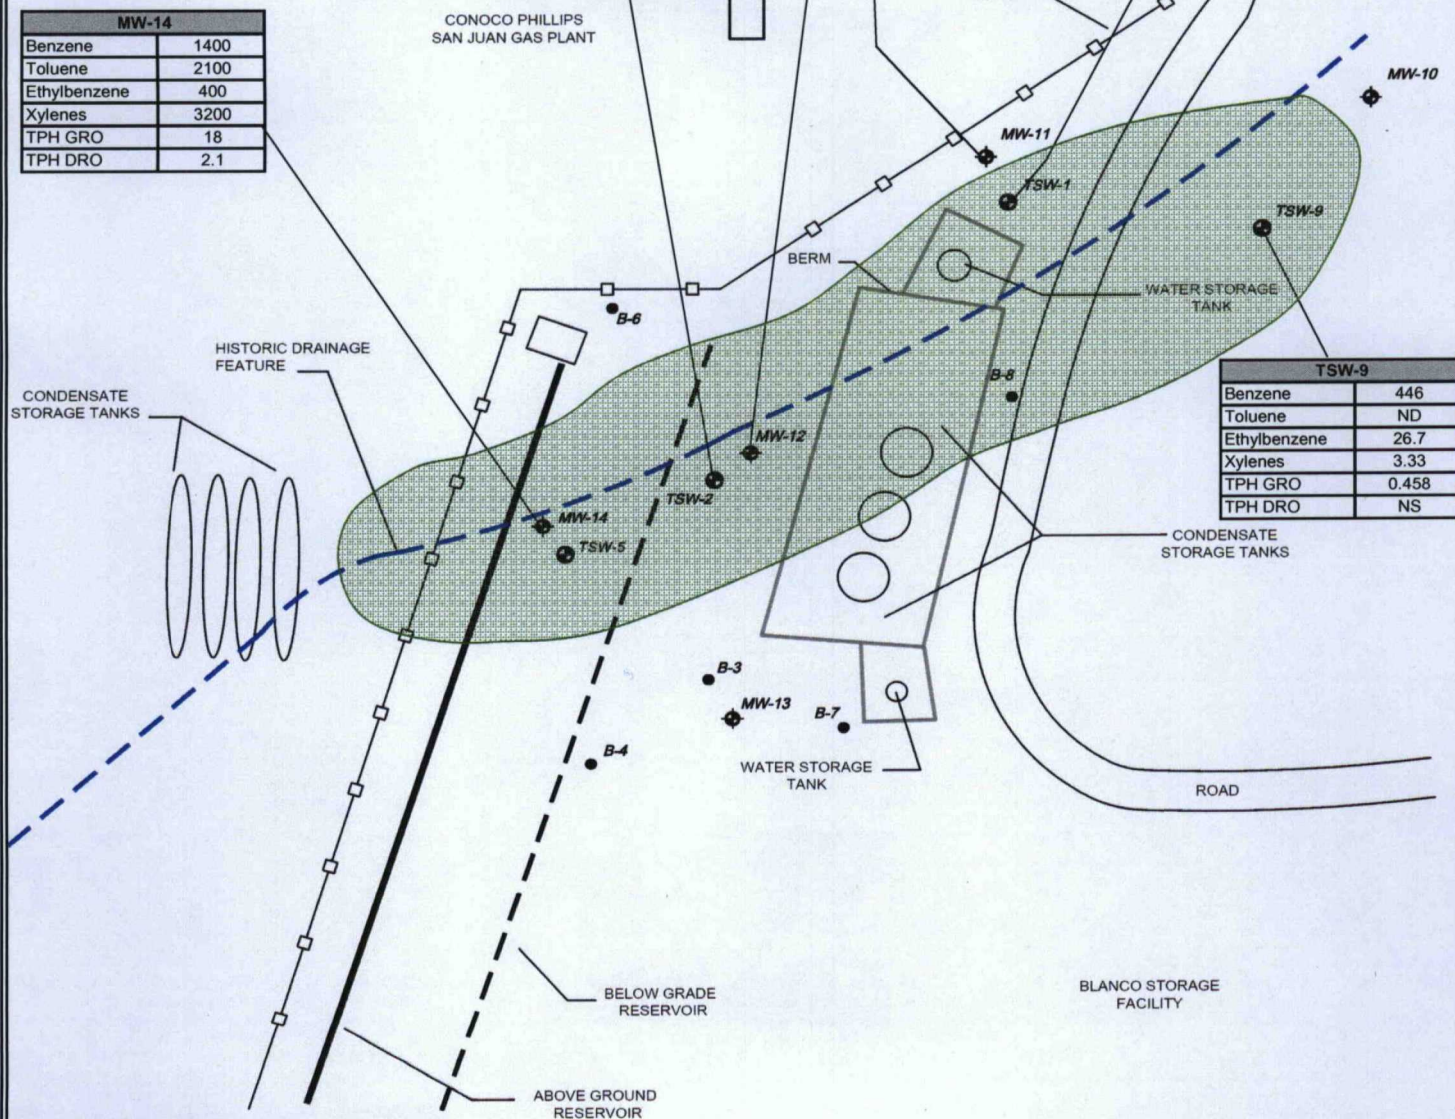 MW-14
Benzene 1400
Toluene 2100
Ethylbenzene 400
Xylenes 3200
TPH GRO 18
TPH DRO 2.1
CONOCO PHILLIPS
SAN JUAN GAS PLANT
MW-10
MW-11
TSW-1
TSW-9
BERM
WATER STORAGE
TANK
B-6
HISTORIC DRAINAGE
FEATURE
CONDENSATE
STORAGE TANKS
B-8
TSW-9
Benzene 446
Toluene ND
Ethylbenzene 26.7
Xylenes 3.33
TPH GRO 0.458
TPH DRO NS
MW-12
TSW-2
MW-14
TSW-5
CONDENSATE
STORAGE TANKS
B-3
MW-13
B-7
B-4
WATER STORAGE
TANK
ROAD
BELOW GRADE
RESERVOIR
BLANCO STORAGE
FACILITY
ABOVE GROUND
RESERVOIR